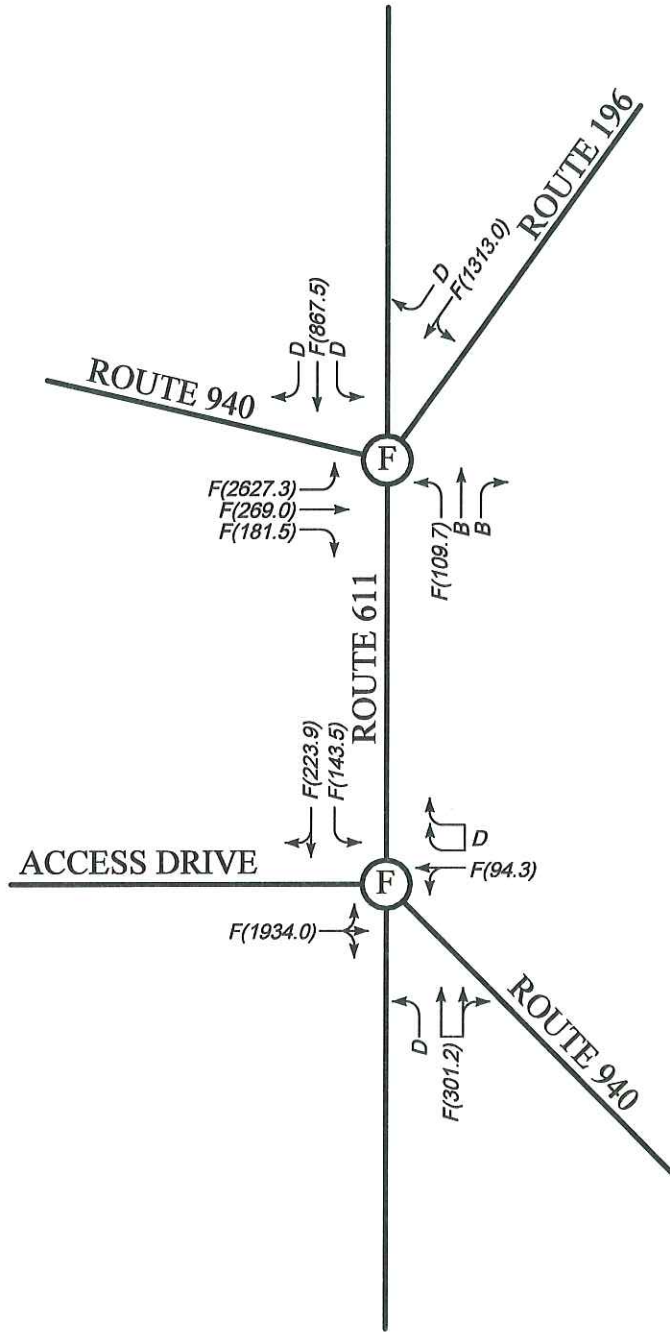 ROUTE 196
D
F(1313.0)
D
F(867.5)
D
ROUTE 940
F
F(2627.3)
F(269.0)
F(181.5)
F(109.7)
B
B
ROUTE 611
F(223.9)
F(143.5)
D
ACCESS DRIVE
F
F(94.3)
F(1934.0)
D
F(301.2)
ROUTE 940